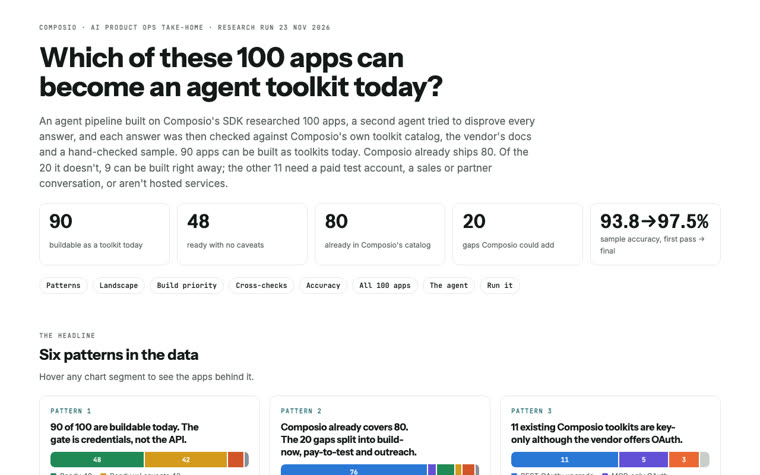 COMPOSIO · AI PRODUCT OPS TAKE-HOME · RESEARCH RUN 23 NOV 2026
Which of these 100 apps can
become an agent toolkit today?
An agent pipeline built on Composio's SDK researched 100 apps, a second agent tried to disprove every
answer, and each answer was then checked against Composio's own toolkit catalog, the vendor's docs
and a hand-checked sample. 90 apps can be built as toolkits today. Composio already ships 80. Of the
20 it doesn't, 9 can be built right away; the other 11 need a paid test account, a sales or partner
conversation, or aren't hosted services.
90
buildable as a toolkit today
48
ready with no caveats
80
already in Composio's catalog
20
gaps Composio could add
93.8→97.5%
sample accuracy, first pass →
final
Patterns
Landscape
Build priority
Cross-checks
Accuracy
All 100 apps
The agent
Run it
THE HEADLINE
Six patterns in the data
Hover any chart segment to see the apps behind it.
PATTERN 1
90 of 100 are buildable today. The
gate is credentials, not the API.
48
42
PATTERN 2
Composio already covers 80.
The 20 gaps split into build-
now, pay-to-test and outreach.
76
PATTERN 3
11 existing Composio toolkits are key-
only although the vendor offers OAuth.
11
5
3